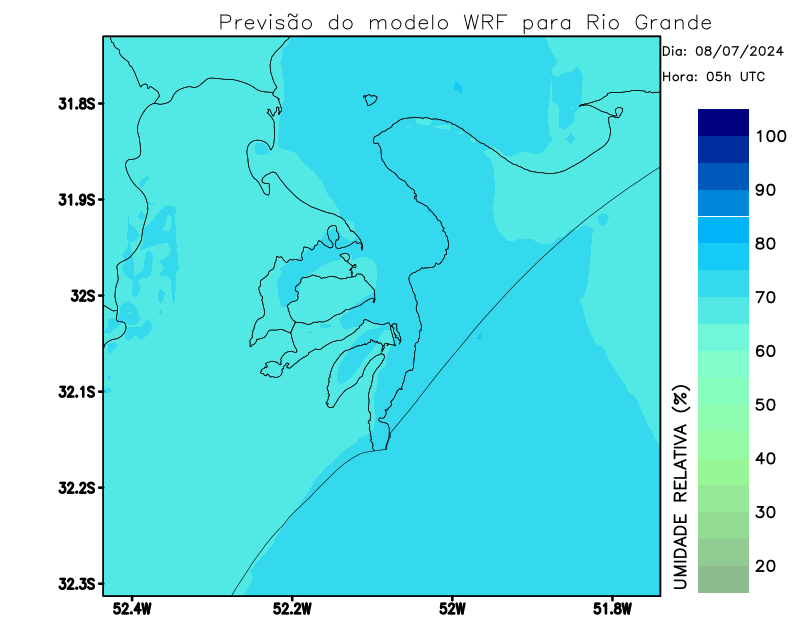 Previsão do modelo WRF para Rio Grande
Dia: 08/07/2024
Hora: 05h UTC
31.8S
31.9S
32S
32.1S
32.2S
32.3S
52.4W
52.2W
52W
51.8W
100
90
80
70
60
50
40
30
20
UMIDADE RELATIVA (%)